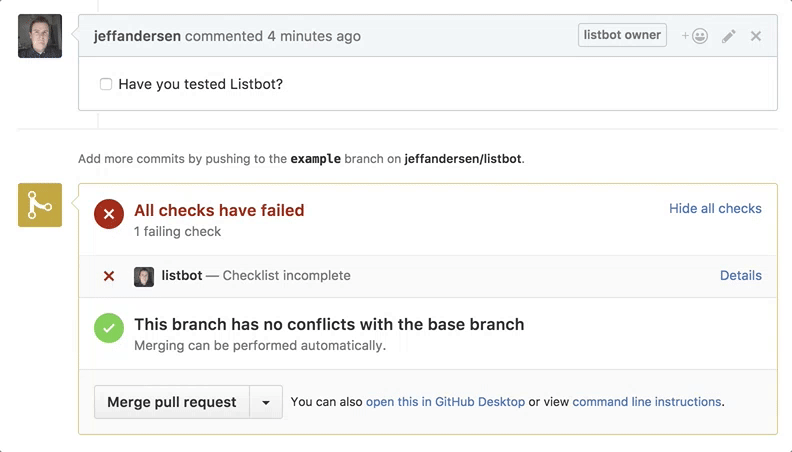 jeffandersen commented 4 minutes ago listbot owner
Have you tested Listbot?
Add more commits by pushing to the example branch on jeffandersen/listbot.
All checks have failed Hide all checks
1 failing check
listbot — Checklist incomplete Details
This branch has no conflicts with the base branch
Merging can be performed automatically.
Merge pull request You can also open this in GitHub Desktop or view command line instructions.